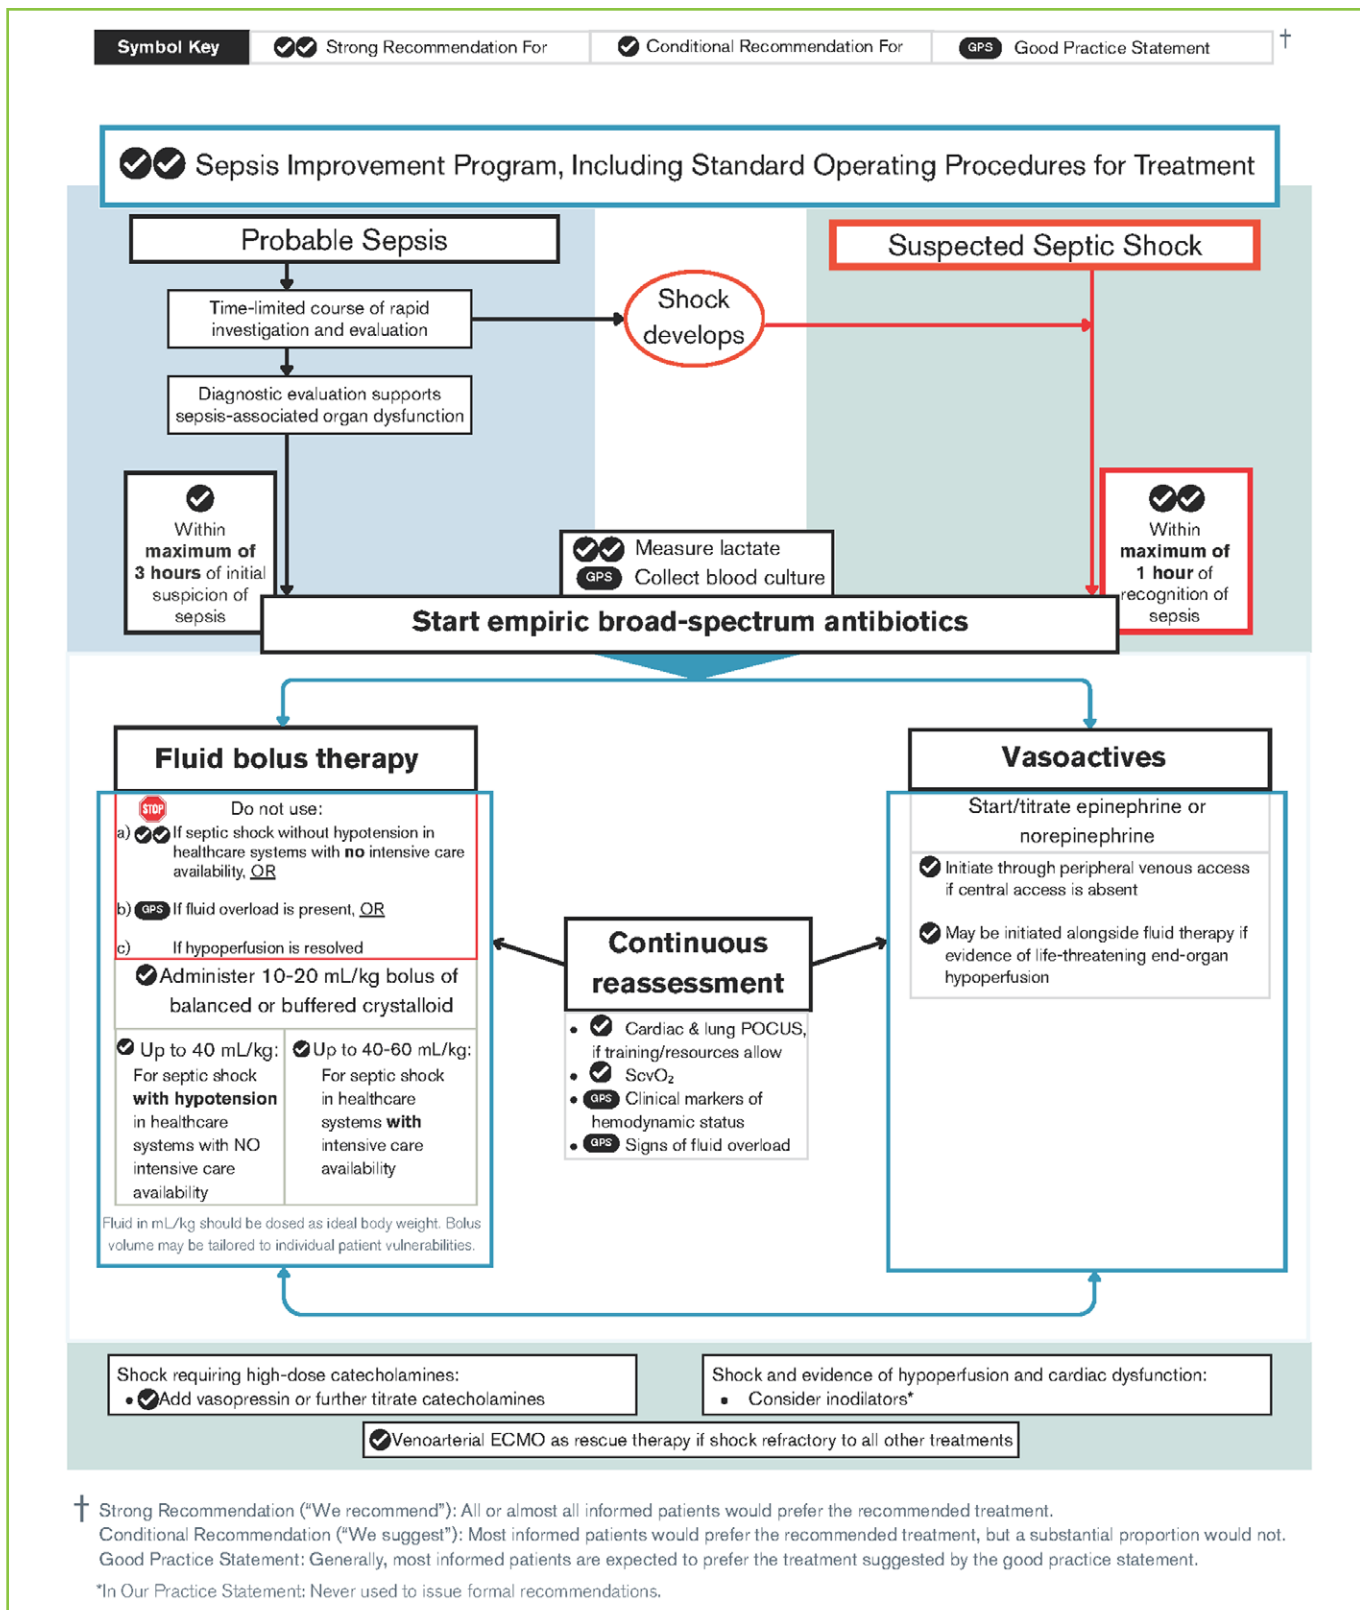 Symbol Key
Strong Recommendation For
Conditional Recommendation For
GPS Good Practice Statement
†
Sepsis Improvement Program, Including Standard Operating Procedures for Treatment
Probable Sepsis
Suspected Septic Shock
Time-limited course of rapid
investigation and evaluation
Shock
develops
Diagnostic evaluation supports
sepsis-associated organ dysfunction
Within
maximum of
3 hours of initial
suspicion of
sepsis
Measure lactate
GPS Collect blood culture
Within
maximum of
1 hour of
recognition of
sepsis
Start empiric broad-spectrum antibiotics
Fluid bolus therapy
STOP Do not use:
a) If septic shock without hypotension in
healthcare systems with no intensive care
availability, OR
b) GPS If fluid overload is present, OR
c) If hypoperfusion is resolved
Administer 10-20 mL/kg bolus of
balanced or buffered crystalloid
Up to 40 mL/kg:
For septic shock
with hypotension
in healthcare
systems with NO
intensive care
availability
Up to 40-60 mL/kg:
For septic shock
in healthcare
systems with
intensive care
availability
Fluid in mL/kg should be dosed as ideal body weight. Bolus
volume may be tailored to individual patient vulnerabilities.
Continuous
reassessment
• Cardiac & lung POCUS,
if training/resources allow
• ScvO₂
• GPS Clinical markers of
hemodynamic status
• GPS Signs of fluid overload
Vasoactives
Start/titrate epinephrine or
norepinephrine
Initiate through peripheral venous access
if central access is absent
May be initiated alongside fluid therapy if
evidence of life-threatening end-organ
hypoperfusion
Shock requiring high-dose catecholamines:
• Add vasopressin or further titrate catecholamines
Shock and evidence of hypoperfusion and cardiac dysfunction:
• Consider inodilators*
Venoarterial ECMO as rescue therapy if shock refractory to all other treatments
† Strong Recommendation ("We recommend"): All or almost all informed patients would prefer the recommended treatment.
Conditional Recommendation ("We suggest"): Most informed patients would prefer the recommended treatment, but a substantial proportion would not.
Good Practice Statement: Generally, most informed patients are expected to prefer the treatment suggested by the good practice statement.
*In Our Practice Statement: Never used to issue formal recommendations.